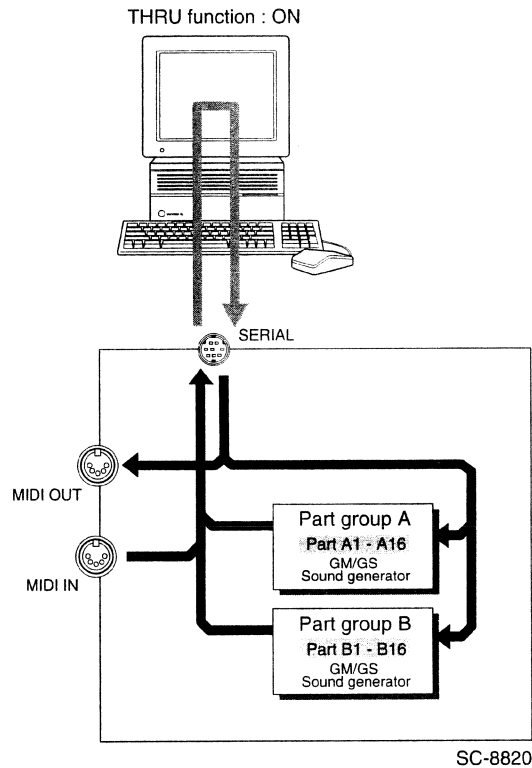 THRU function : ON
SERIAL
MIDI OUT
MIDI IN
Part group A
Part A1 - A16
GM/GS
Sound generator
Part group B
Part B1 - B16
GM/GS
Sound generator
SC-8820